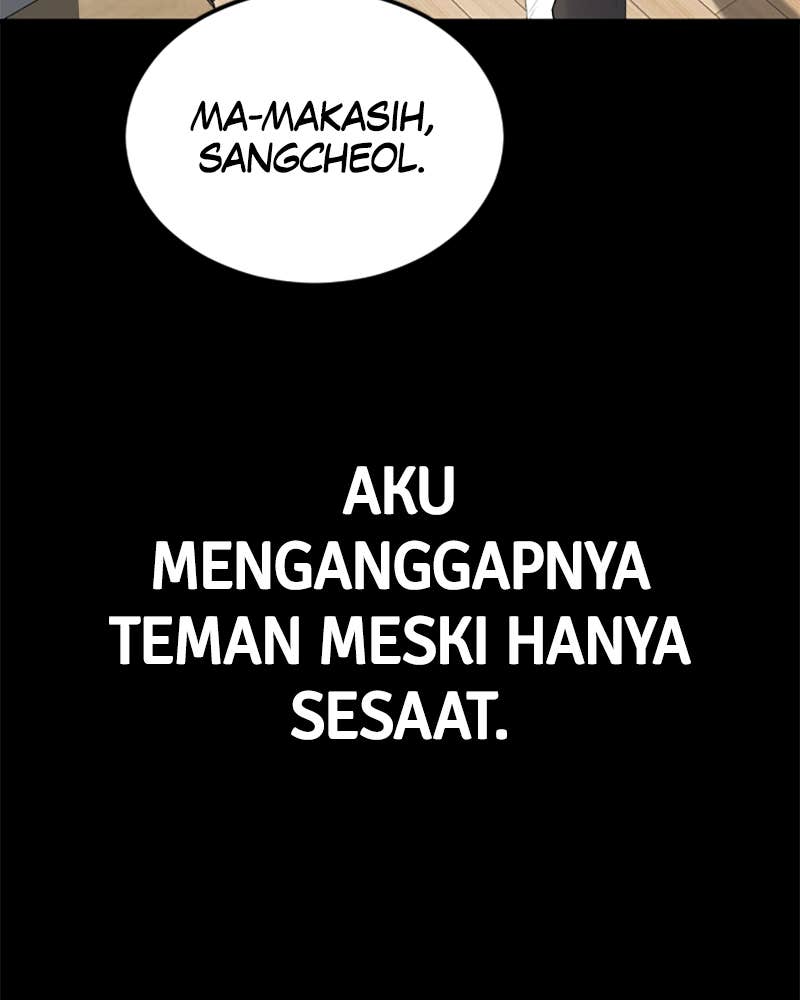 MA-MAKASIH,
SANGCHEOL.
AKU
MENGANGGAPNYA
TEMAN MESKI HANYA
SESAAT.